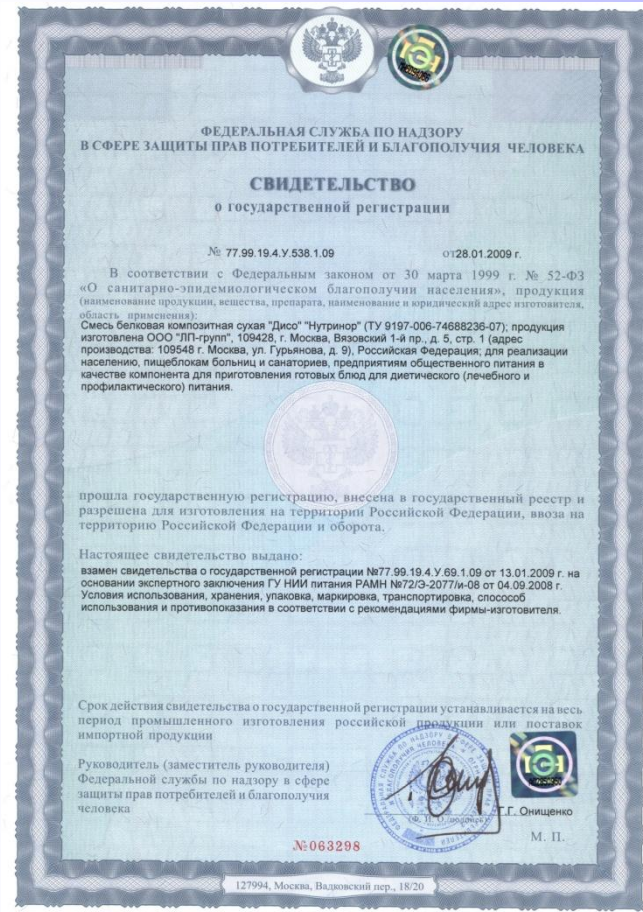 ФЕДЕРАЛЬНАЯ СЛУЖБА ПО НАДЗОРУ
В СФЕРЕ ЗАЩИТЫ ПРАВ ПОТРЕБИТЕЛЕЙ И БЛАГОПОЛУЧИЯ ЧЕЛОВЕКА
СВИДЕТЕЛЬСТВО
о государственной регистрации
№ 77.99.19.4.У.538.1.09 от 28.01.2009 г.
В соответствии с Федеральным законом от 30 марта 1999 г. № 52-ФЗ
«О санитарно-эпидемиологическом благополучии населения», продукция
(наименование продукции, вещества, препарата, наименование и юридический адрес изготовителя,
область применения):
Смесь белковая композитная сухая "Дисо" "Нутринор" (ТУ 9197-006-74688236-07); продукция
изготовлена ООО "ЛП-групп", 109428, г. Москва, Вязовский 1-й пр., д. 5, стр. 1 (адрес
производства: 109548 г. Москва, ул. Гурьянова, д. 9), Российская Федерация; для реализации
населению, пищеблокам больниц и санаториев, предприятиям общественного питания в
качестве компонента для приготовления готовых блюд для диетического (лечебного и
профилактического) питания.
прошла государственную регистрацию, внесена в государственный реестр и
разрешена для изготовления на территории Российской Федерации, ввоза на
территорию Российской Федерации и оборота.
Настоящее свидетельство выдано:
взамен свидетельства о государственной регистрации №77.99.19.4.У.69.1.09 от 13.01.2009 г. на
основании экспертного заключения ГУ НИИ питания РАМН №72/Э-2077/и-08 от 04.09.2008 г.
Условия использования, хранения, упаковка, маркировка, транспортировка, спосособ
использования и противопоказания в соответствии с рекомендациями фирмы-изготовителя.
Срок действия свидетельства о государственной регистрации устанавливается на весь
период промышленного изготовления российской продукции или поставок
импортной продукции
Руководитель (заместитель руководителя)
Федеральной службы по надзору в сфере
защиты прав потребителей и благополучия
человека
Г.Г. Онищенко
(Ф. И. О./подпись)
М. П.
№063298
127994, Москва, Вадковский пер., 18/20